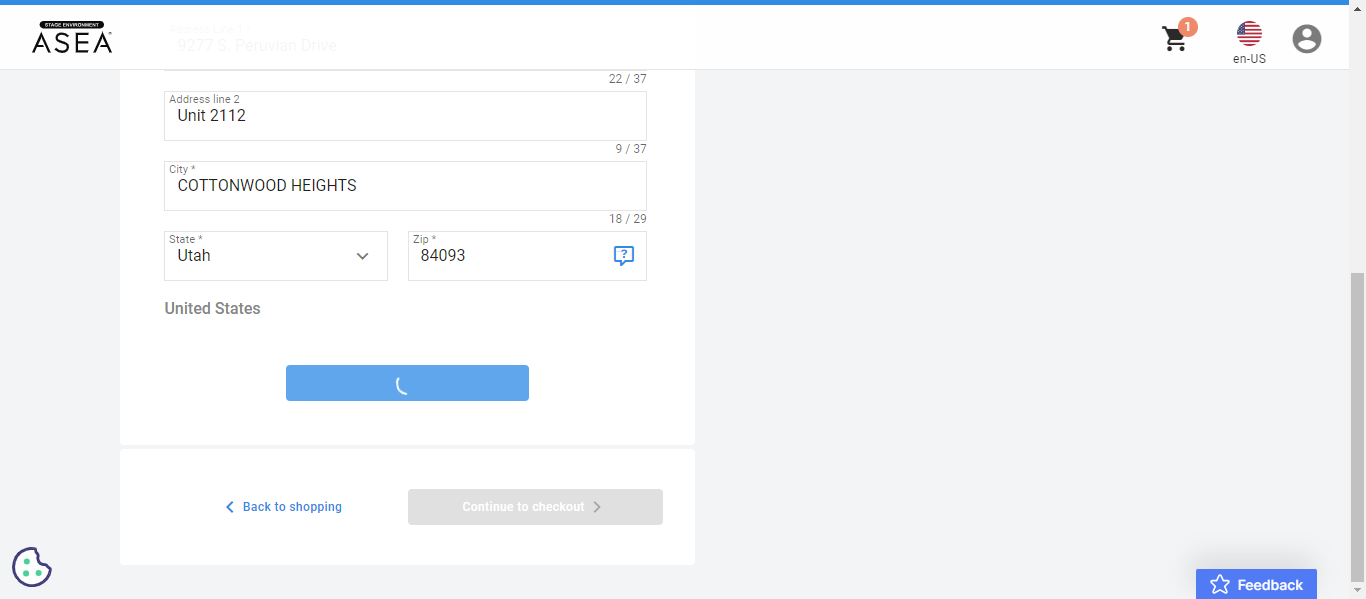 STAGE ENVIRONMENT
ASEA
Address Line 1 *
9277 S. Peruvian Drive
1
en-US
22 / 37
Address line 2
Unit 2112
9 / 37
City *
COTTONWOOD HEIGHTS
18 / 29
State *
Utah
Zip *
84093
?
United States
Back to shopping
Continue to checkout
Feedback